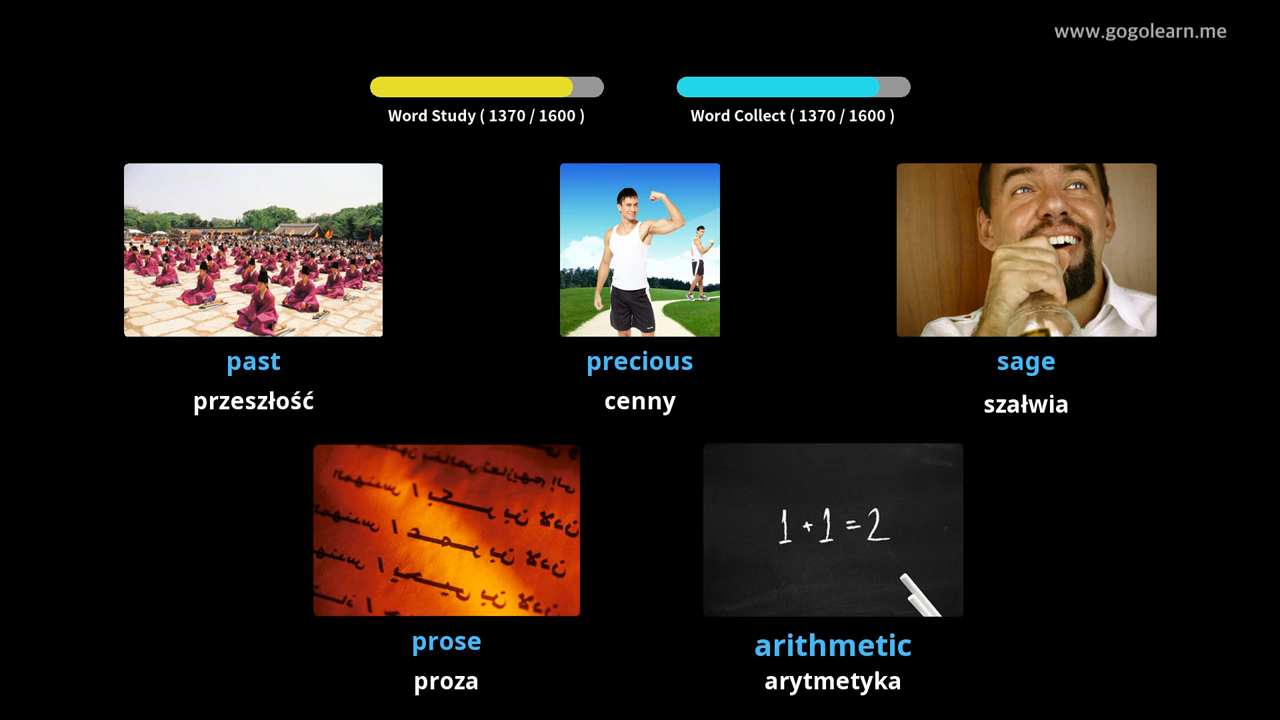 www.gogolearn.me
Word Study ( 1370 / 1600 )
Word Collect ( 1370 / 1600 )
past
precious
sage
przeszłość
cenny
szałwia
1 + 1 = 2
prose
arithmetic
proza
arytmetyka